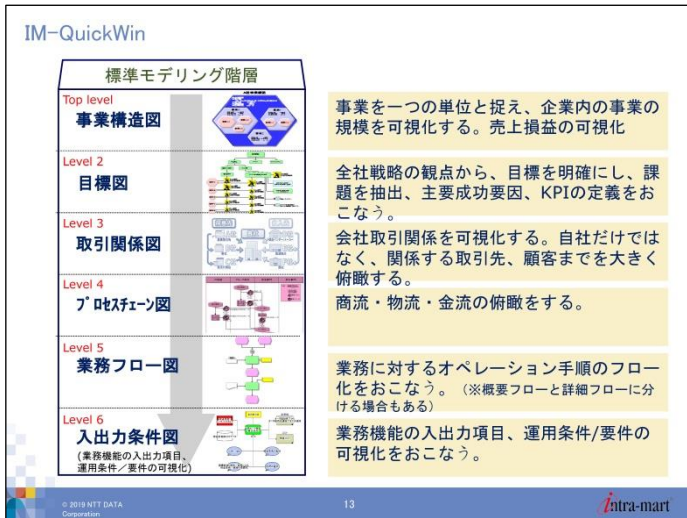 IM-QuickWin
標準モデリング階層
Top level
事業構造図
事業を一つの単位と捉え、企業内の事業の
規模を可視化する。売上損益の可視化
Level 2
目標図
全社戦略の観点から、目標を明確にし、課
題を抽出、主要成功要因、KPIの定義をお
こなう。
Level 3
取引関係図
会社取引関係を可視化する。自社だけでは
なく、関係する取引先、顧客までを大きく
俯瞰する。
Level 4
ﾌﾟﾛｾｽﾁｪｰﾝ図
商流・物流・金流の俯瞰をする。
Level 5
業務フロー図
業務に対するオペレーション手順のフロー
化をおこなう。（※概要フローと詳細フローに分
ける場合もある）
Level 6
入出力条件図
(業務機能の入出力項目、
運用条件／要件の可視化)
業務機能の入出力項目、運用条件/要件の
可視化をおこなう。
© 2019 NTT DATA
Corporation
13
intra-mart